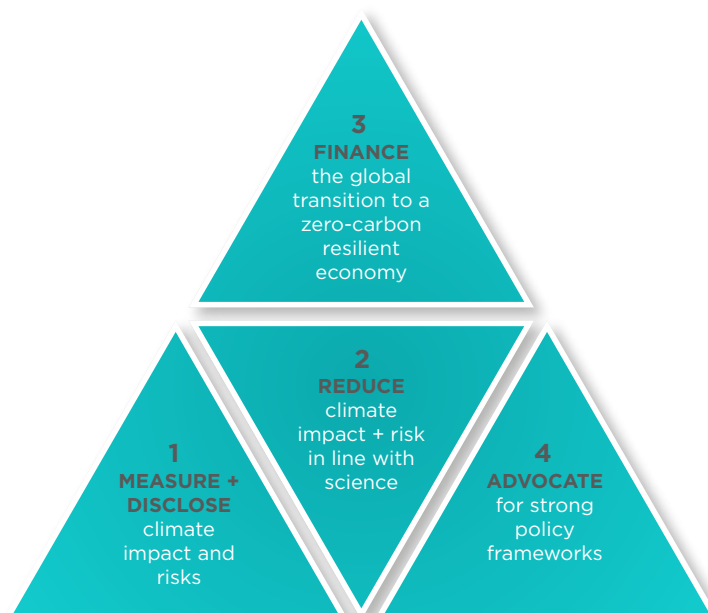 3
FINANCE
the global
transition to a
zero-carbon
resilient
economy
2
REDUCE
climate
impact + risk
in line with
science
1
MEASURE +
DISCLOSE
climate
impact and
risks
4
ADVOCATE
for strong
policy
frameworks